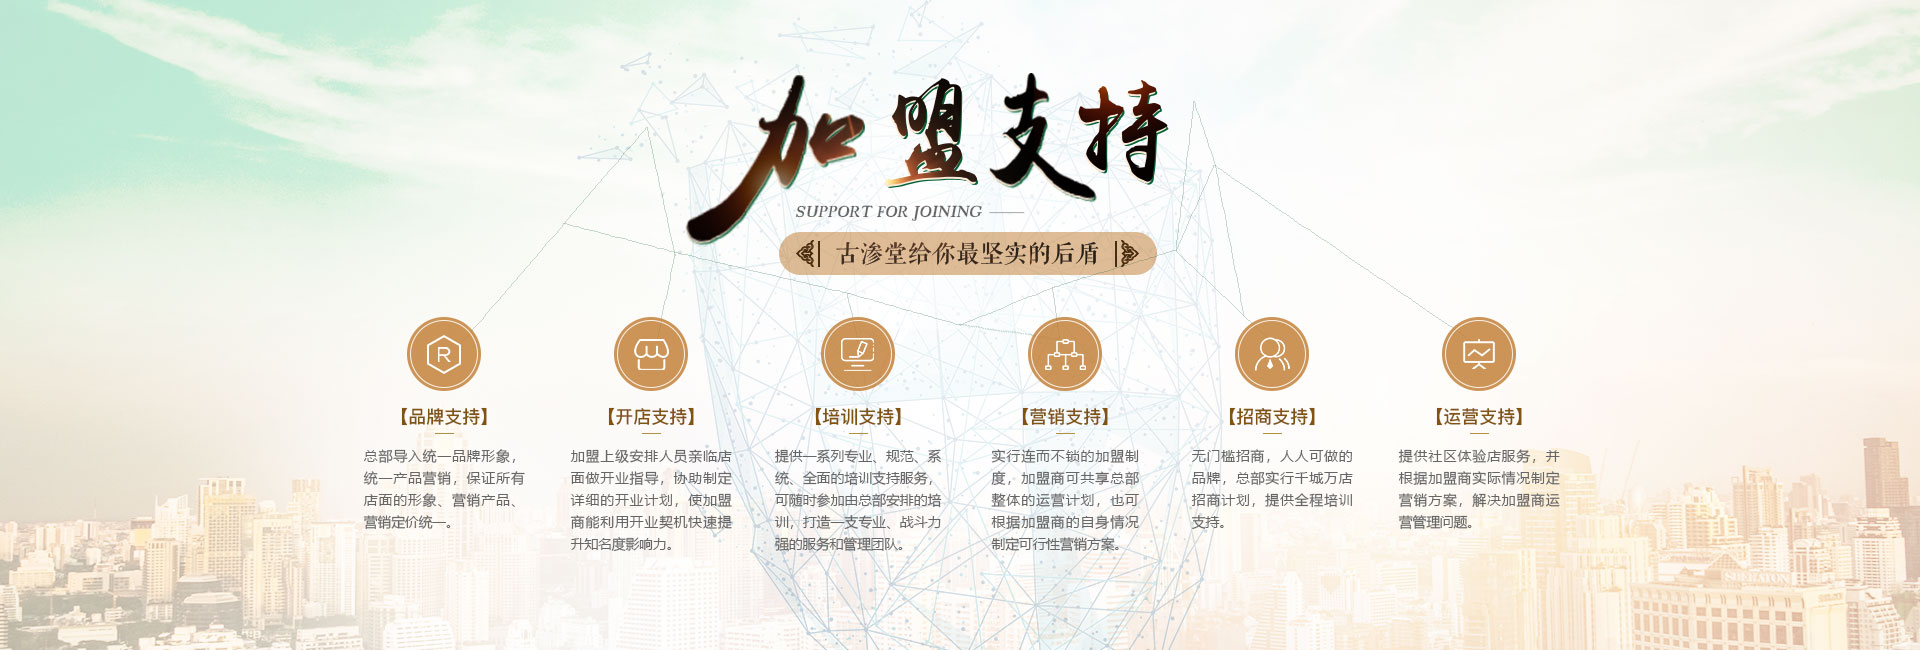 加盟支持
SUPPORT FOR JOINING
古渗堂给你最坚实的后盾
【品牌支持】
总部导入统一品牌形象，
统一产品营销，保证所有
店面的形象、营销产品、
营销定价统一。
【开店支持】
加盟上级安排人员亲临店
面做开业指导，协助制定
详细的开业计划，使加盟
商能利用开业契机快速提
升知名度影响力。
【培训支持】
提供一系列专业、规范、系
统、全面的培训支持服务，
可随时参加由总部安排的培
训，打造一支专业、战斗力
强的服务和管理团队。
【营销支持】
实行连而不锁的加盟制
度，加盟商可共享总部
整体的运营计划，也可
根据加盟商的自身情况
制定可行性营销方案。
【招商支持】
无门槛招商，人人可做的
品牌，总部实行千城万店
招商计划，提供全程培训
支持。
【运营支持】
提供社区体验店服务，并
根据加盟商实际情况制定
营销方案，解决加盟商运
营管理问题。
R